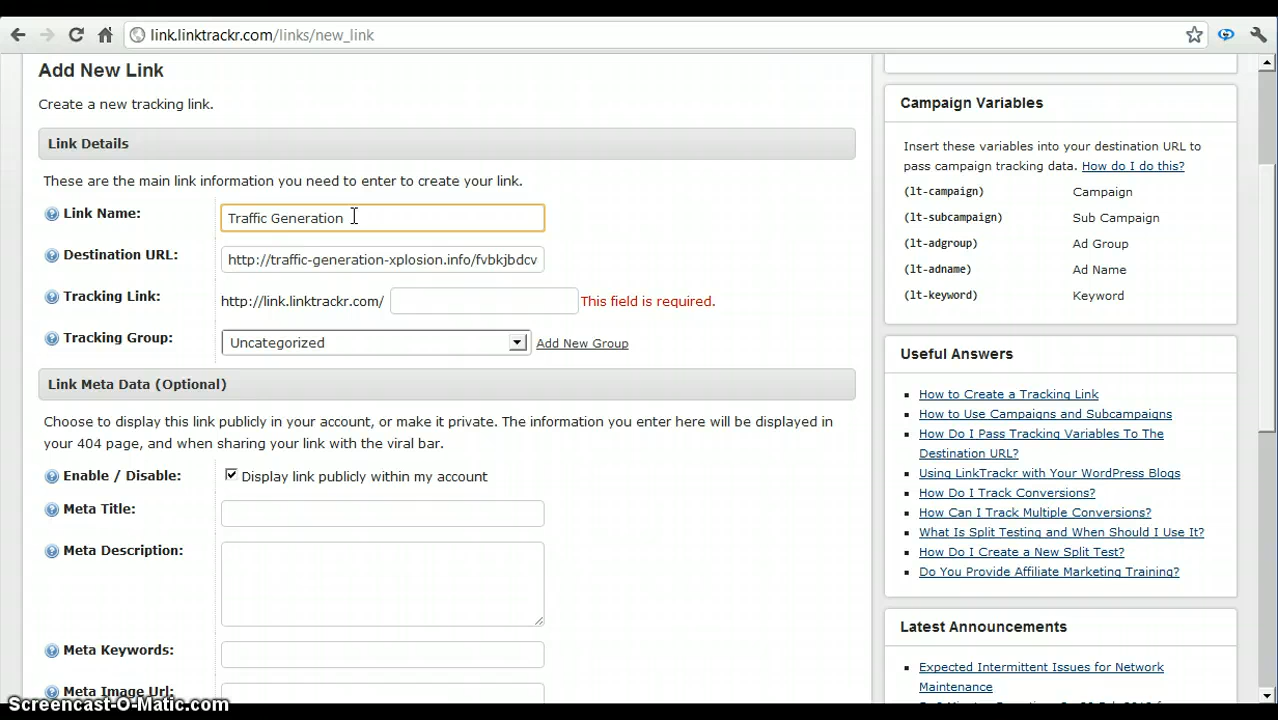 link.linktrackr.com/links/new_link
Add New Link
Create a new tracking link.
Link Details
These are the main link information you need to enter to create your link.
Link Name:
Traffic Generation
Destination URL:
http://traffic-generation-xplosion.info/fvbkjbdcv
Tracking Link:
http://link.linktrackr.com/
This field is required.
Tracking Group:
Uncategorized
Add New Group
Link Meta Data (Optional)
Choose to display this link publicly in your account, or make it private. The information you enter here will be displayed in
your 404 page, and when sharing your link with the viral bar.
Enable / Disable:
Display link publicly within my account
Meta Title:
Meta Description:
Meta Keywords:
Meta Image Url:
Campaign Variables
Insert these variables into your destination URL to
pass campaign tracking data. How do I do this?
(lt-campaign) Campaign
(lt-subcampaign) Sub Campaign
(lt-adgroup) Ad Group
(lt-adname) Ad Name
(lt-keyword) Keyword
Useful Answers
How to Create a Tracking Link
How to Use Campaigns and Subcampaigns
How Do I Pass Tracking Variables To The
Destination URL?
Using LinkTrackr with Your WordPress Blogs
How Do I Track Conversions?
How Can I Track Multiple Conversions?
What Is Split Testing and When Should I Use It?
How Do I Create a New Split Test?
Do You Provide Affiliate Marketing Training?
Latest Announcements
Expected Intermittent Issues for Network
Maintenance
Screencast-O-Matic.com